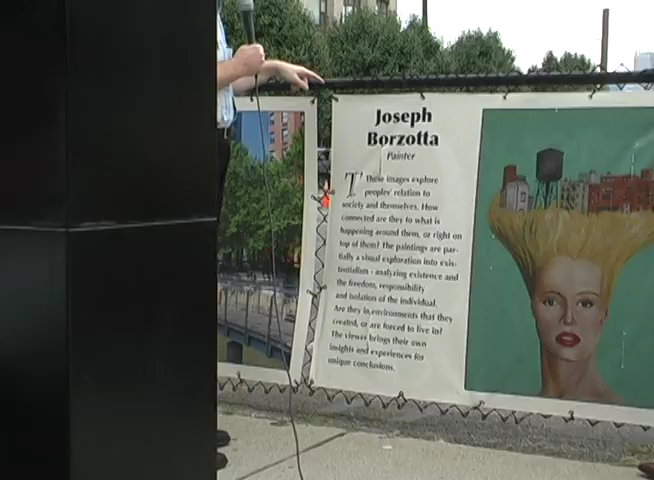 Joseph
Borzotta
Painter
T' These images explore
peoples' relation to
society and themselves. How
connected are they to what is
happening around them, or right on
top of them? The paintings are par-
tially a visual exploration into exis-
tentialism - analyzing existence and
the freedom, responsibility
and isolation of the individual.
Are they in environments that they
created, or are forced to live in?
The viewer brings their own
insights and experiences for
unique conclusions.